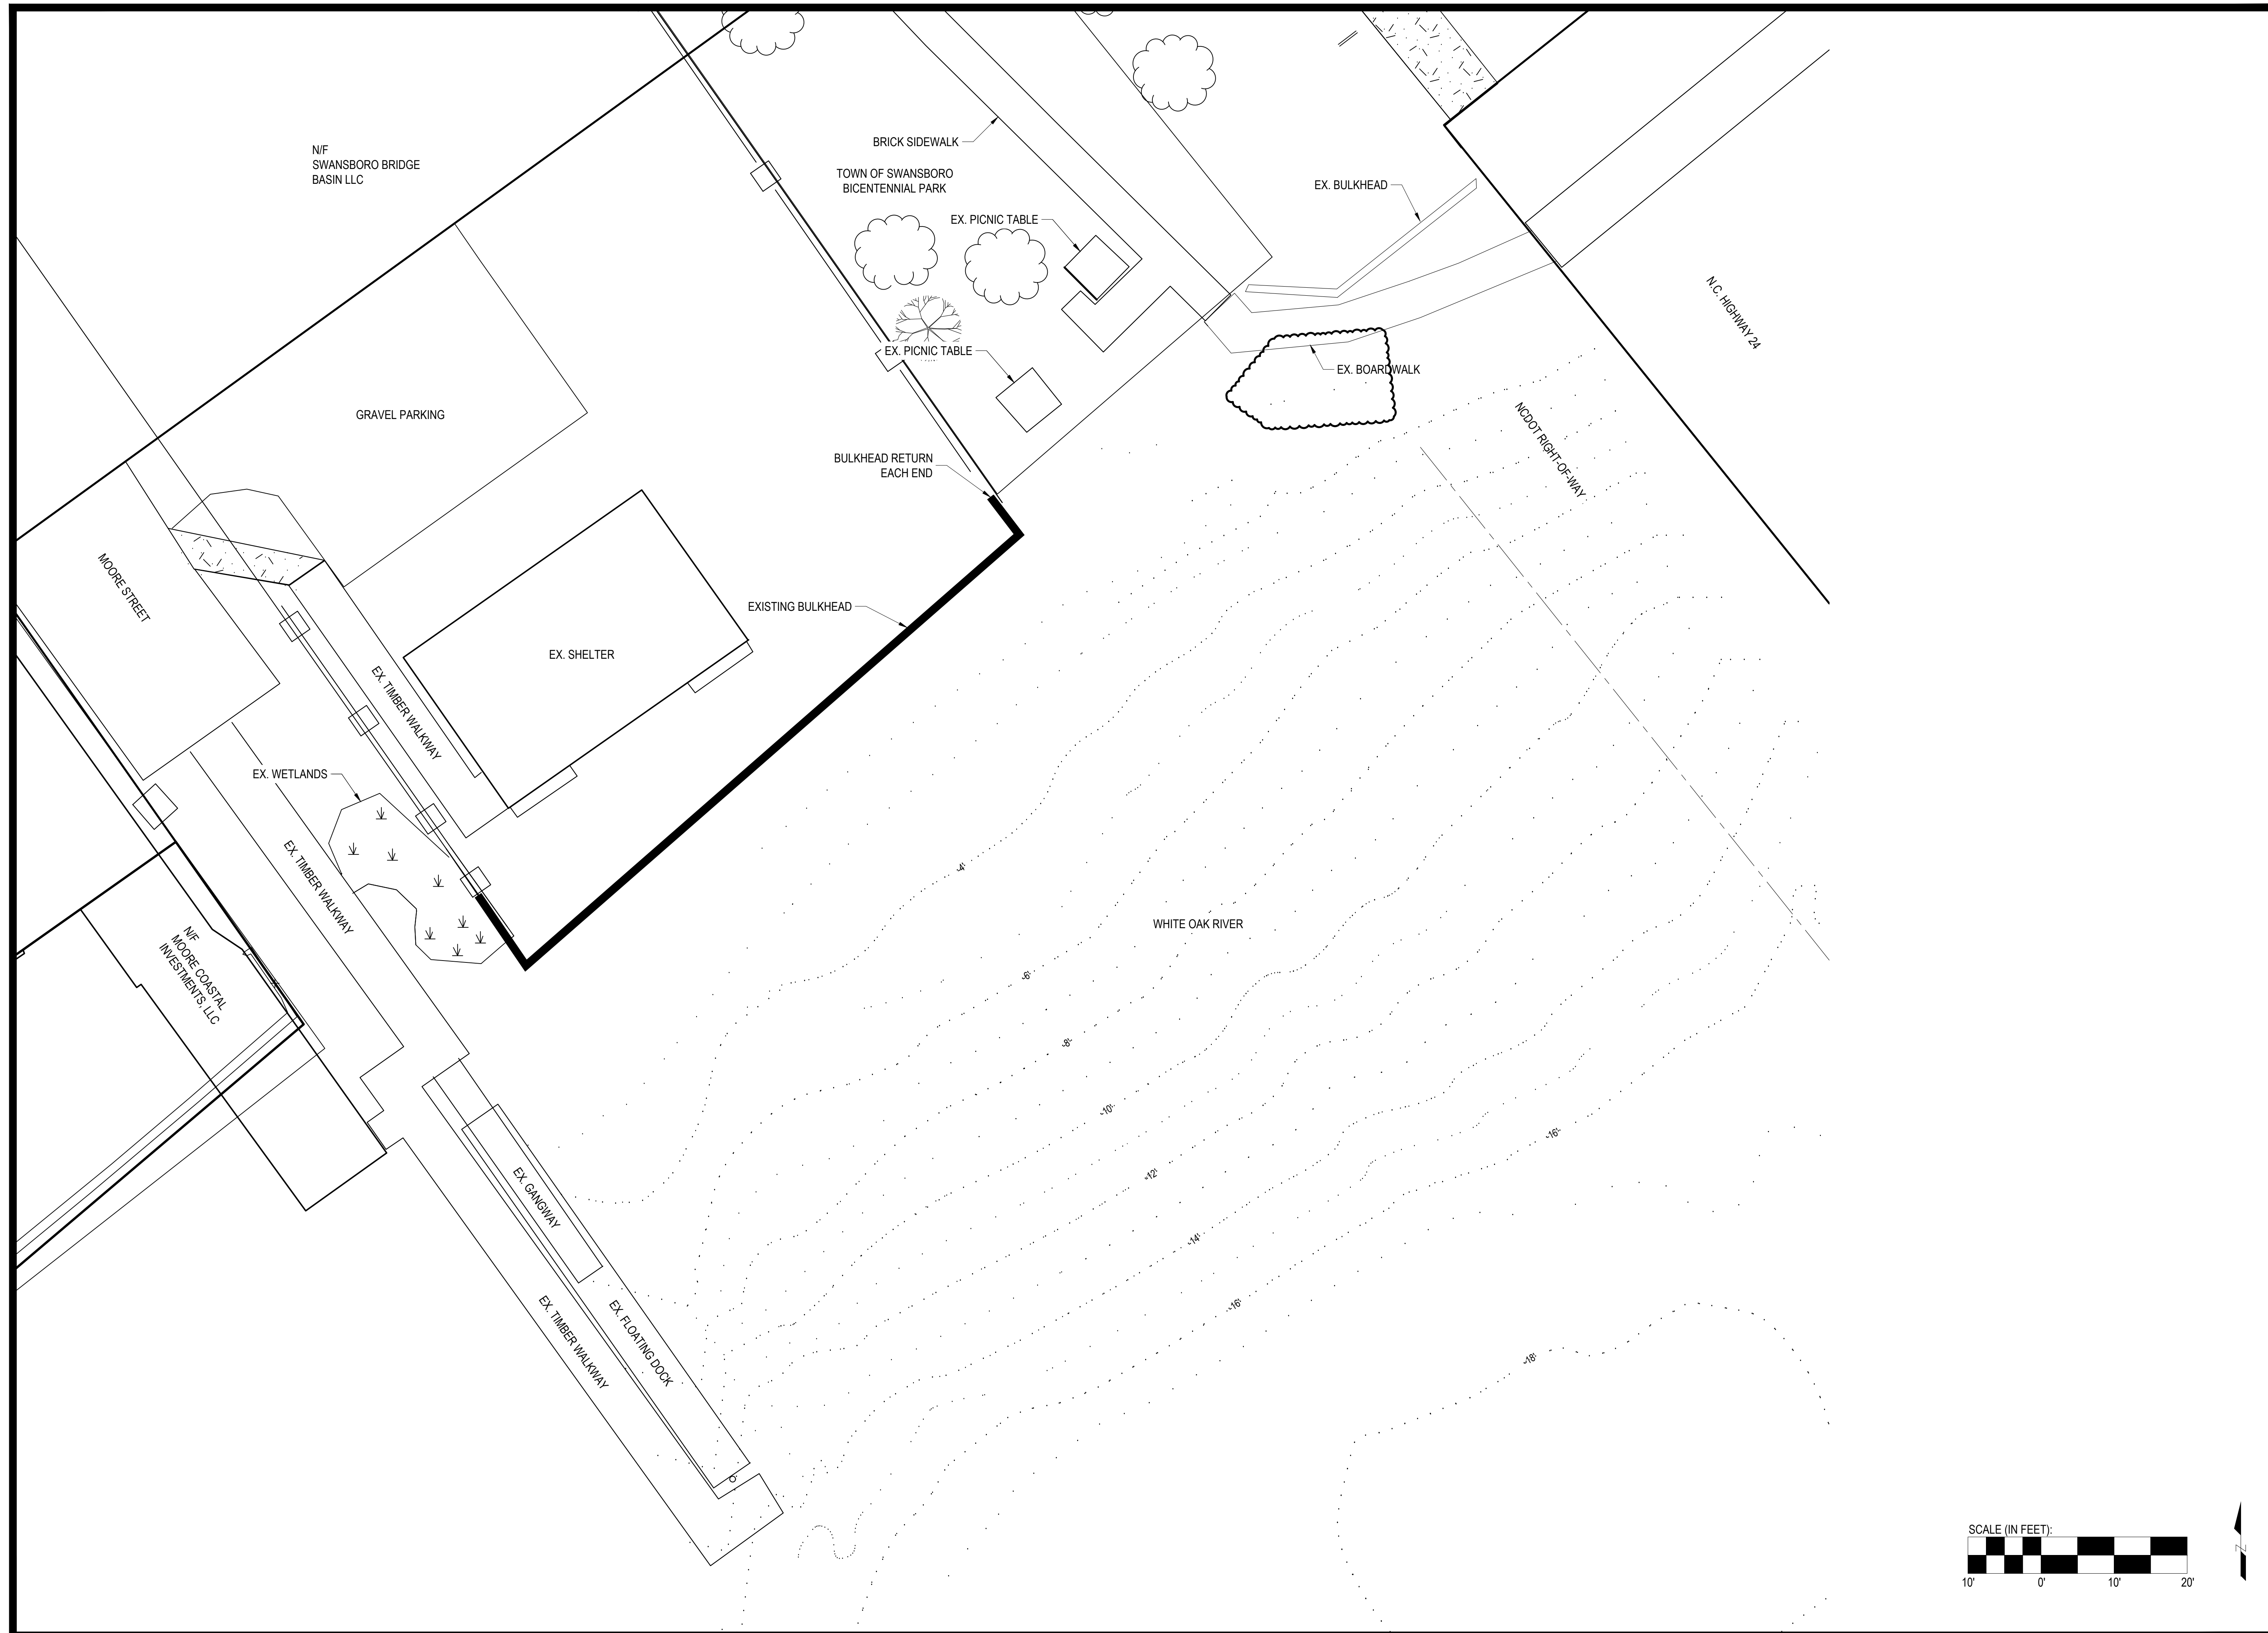 N/F
SWANSBORO BRIDGE
BASIN LLC
BRICK SIDEWALK
TOWN OF SWANSBORO
BICENTENNIAL PARK
EX. PICNIC TABLE
EX. BULKHEAD
N.C. HIGHWAY 24
EX. PICNIC TABLE
EX. BOARDWALK
GRAVEL PARKING
NCDOT RIGHT-OF-WAY
BULKHEAD RETURN
EACH END
MOORE STREET
EXISTING BULKHEAD
EX. SHELTER
EX. TIMBER WALKWAY
EX. WETLANDS
EX. TIMBER WALKWAY
-4'
WHITE OAK RIVER
N/F
MOORE COASTAL
INVESTMENTS, LLC
-6'
-8'
-10'
-16'
-12'
EX. GANGWAY
-14'
-16'
EX. TIMBER WALKWAY
EX. FLOATING DOCK
-18'
SCALE (IN FEET):
10' 0' 10' 20'
N